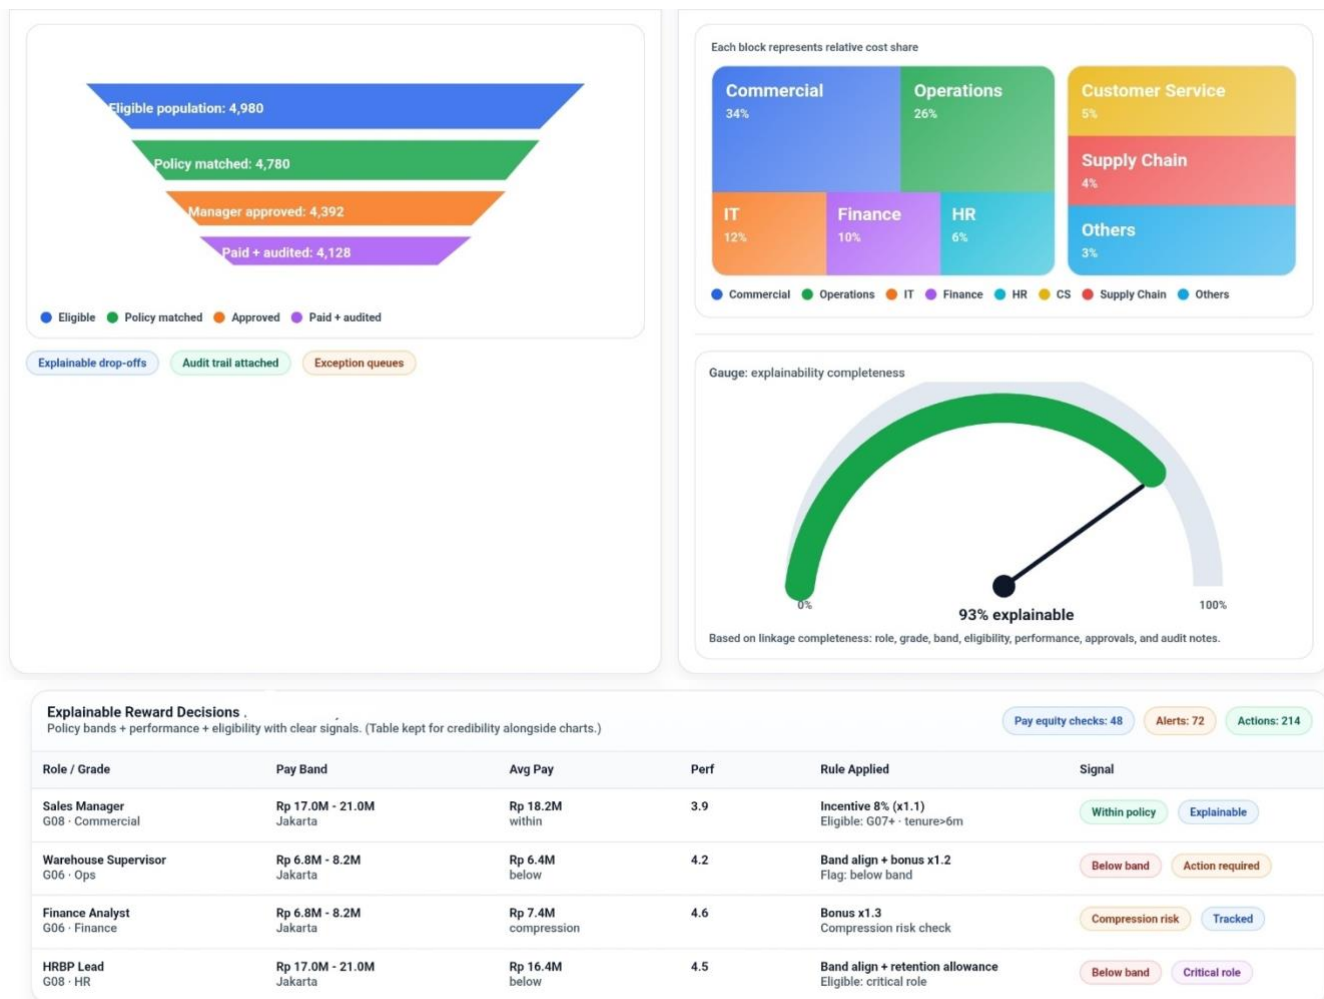 Eligible population: 4,980
Policy matched: 4,780
Manager approved: 4,392
Paid + audited: 4,128
Eligible Policy matched Approved Paid + audited
Explainable drop-offs Audit trail attached Exception queues
Each block represents relative cost share
Commercial
34%
Operations
26%
IT
12%
Finance
10%
HR
6%
Customer Service
5%
Supply Chain
4%
Others
3%
Commercial Operations IT Finance HR CS Supply Chain Others
Gauge: explainability completeness
0%
100%
93% explainable
Based on linkage completeness: role, grade, band, eligibility, performance, approvals, and audit notes.
Explainable Reward Decisions
Policy bands + performance + eligibility with clear signals. (Table kept for credibility alongside charts.)
Pay equity checks: 48 Alerts: 72 Actions: 214
Role / Grade Pay Band Avg Pay Perf Rule Applied Signal
Sales Manager Rp 17.0M - 21.0M Rp 18.2M 3.9 Incentive 8% (x1.1) Within policy Explainable
G08 · Commercial Jakarta within Eligible: G07+ · tenure>6m
Warehouse Supervisor Rp 6.8M - 8.2M Rp 6.4M 4.2 Band align + bonus x1.2 Below band Action required
G06 · Ops Jakarta below Flag: below band
Finance Analyst Rp 6.8M - 8.2M Rp 7.4M 4.6 Bonus x1.3 Compression risk Tracked
G06 · Finance Jakarta compression Compression risk check
HRBP Lead Rp 17.0M - 21.0M Rp 16.4M 4.5 Band align + retention allowance Below band Critical role
G08 · HR Jakarta below Eligible: critical role